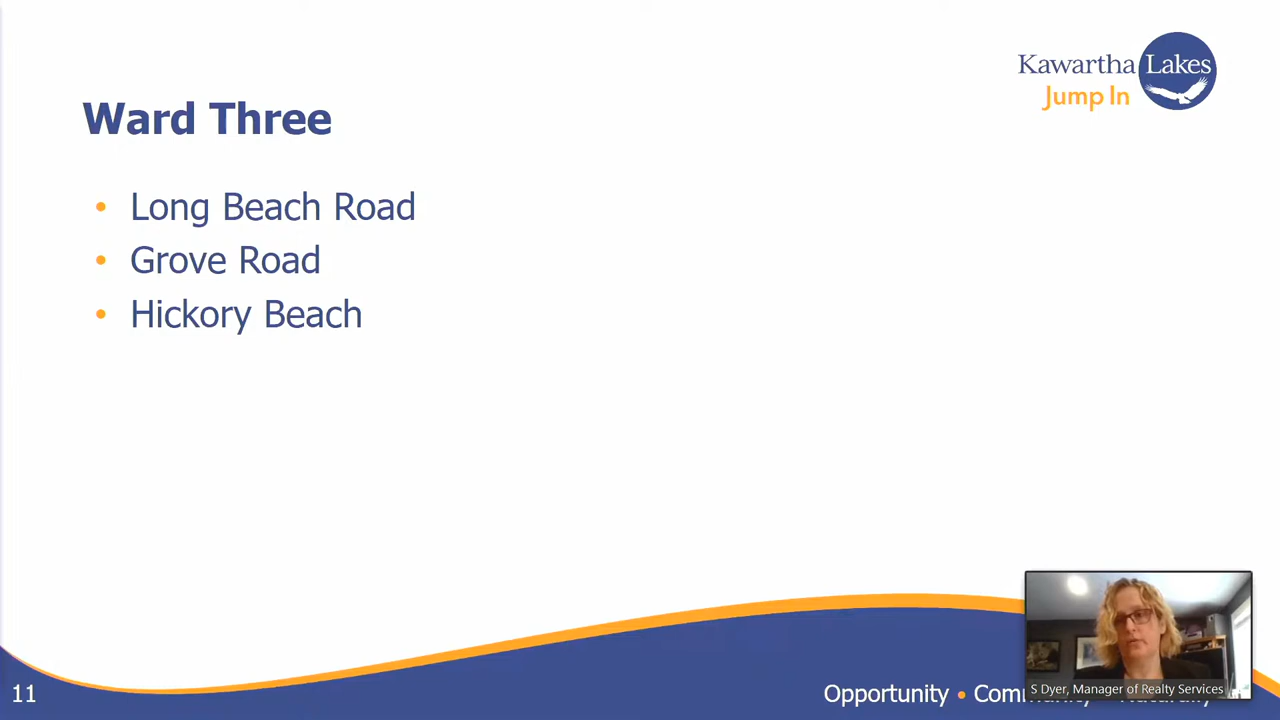 Kawartha Lakes
Jump In
Ward Three
• Long Beach Road
• Grove Road
• Hickory Beach
11
Opportunity •
S Dyer, Manager of Realty Services